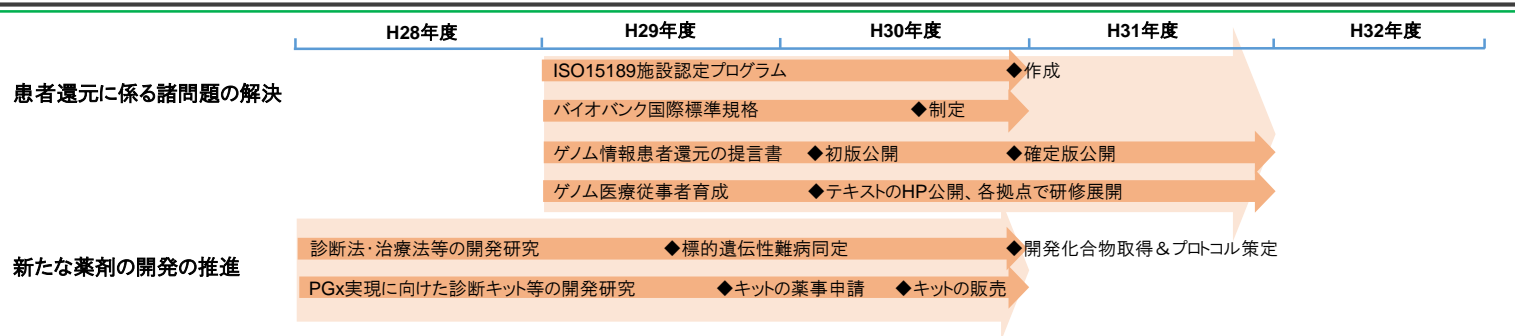 H28年度 H29年度 H30年度 H31年度 H32年度
患者還元に係る諸問題の解決
ISO15189施設認定プログラム ◆作成
バイオバンク国際標準規格 ◆制定
ゲノム情報患者還元の提言書 ◆初版公開 ◆確定版公開
ゲノム医療従事者育成 ◆テキストのHP公開、各拠点で研修展開
新たな薬剤の開発の推進
診断法・治療法等の開発研究 ◆標的遺伝性難病同定 ◆開発化合物取得＆プロトコル策定
PGx実現に向けた診断キット等の開発研究 ◆キットの薬事申請 ◆キットの販売